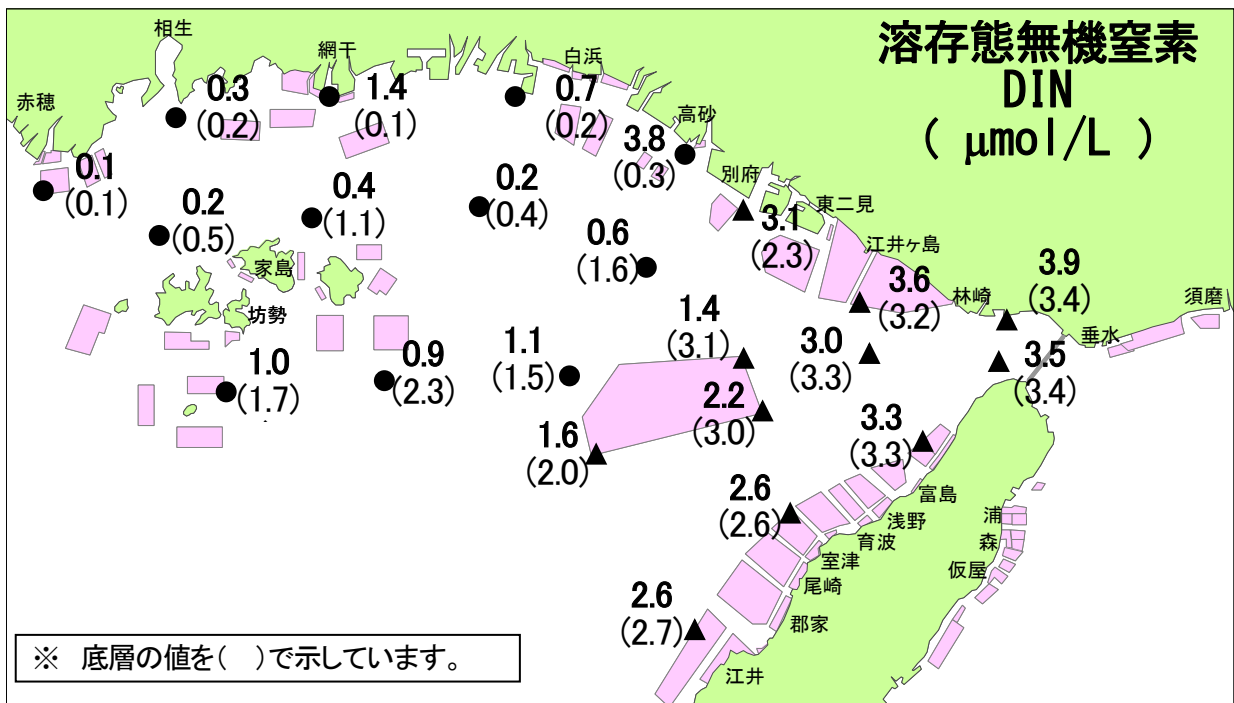 溶存態無機窒素
DIN
( μmol/L )
相生
網干
白浜
赤穂
高砂
別府
東二見
江井ヶ島
林崎
須磨
垂水
家島
坊勢
富島
浅野
育波
室津
尾崎
郡家
江井
浦
森
仮屋
0.3
(0.2)
1.4
(0.1)
0.7
(0.2)
3.8
(0.3)
0.1
(0.1)
0.2
(0.5)
0.4
(1.1)
0.2
(0.4)
0.6
(1.6)
3.1
(2.3)
3.6
(3.2)
3.9
(3.4)
1.4
(3.1)
3.0
(3.3)
3.5
(3.4)
1.0
(1.7)
0.9
(2.3)
1.1
(1.5)
2.2
(3.0)
1.6
(2.0)
3.3
(3.3)
2.6
(2.6)
2.6
(2.7)
※ 底層の値を( )で示しています。